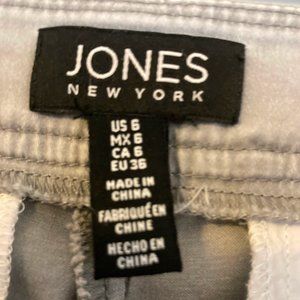 JONES
NEW YORK
US 6
MX 6
CA 6
EU 36
MADE IN
CHINA
FABRIQUÉ EN
CHINE
HECHO EN
CHINA